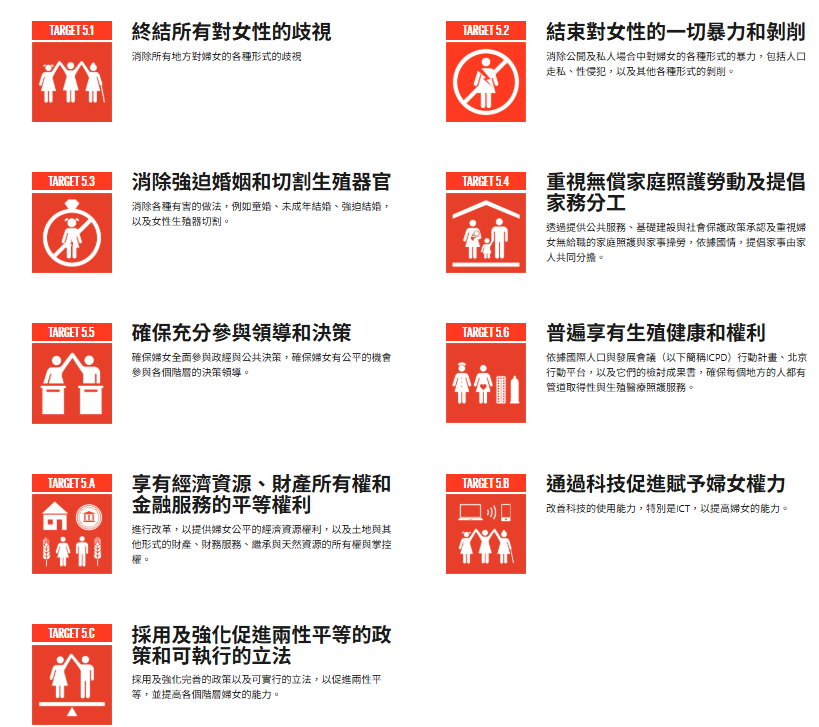 TARGET 5.1
終結所有對女性的歧視
消除所有地方對婦女的各種形式的歧視
TARGET 5.2
結束對女性的一切暴力和剝削
消除公開及私人場合中對婦女的各種形式的暴力，包括人口
走私、性侵犯，以及其他各種形式的剝削。
TARGET 5.3
消除強迫婚姻和切割生殖器官
消除各種有害的做法，例如童婚、未成年結婚、強迫結婚，
以及女性生殖器切割。
TARGET 5.4
重視無償家庭照護勞動及提倡
家務分工
透過提供公共服務、基礎建設與社會保護政策承認及重視婦
女無給職的家庭照護與家事操勞，依據國情，提倡家事由家
人共同分擔。
TARGET 5.5
確保充分參與領導和決策
確保婦女全面參與政經與公共決策，確保婦女有公平的機會
參與各個階層的決策領導。
TARGET 5.6
普遍享有生殖健康和權利
依據國際人口與發展會議（以下簡稱ICPD）行動計畫、北京
行動平台，以及它們的檢討成果書，確保每個地方的人都有
管道取得性與生殖醫療照護服務。
TARGET 5.A
享有經濟資源、財產所有權和
金融服務的平等權利
進行改革，以提供婦女公平的經濟資源權利，以及土地與其
他形式的財產、財務服務、繼承與天然資源的所有權與掌控
權。
TARGET 5.B
通過科技促進賦予婦女權力
改善科技的使用能力，特別是ICT，以提高婦女的能力。
TARGET 5.C
採用及強化促進兩性平等的政
策和可執行的立法
採用及強化完善的政策以及可實行的立法，以促進兩性平
等，並提高各個階層婦女的能力。